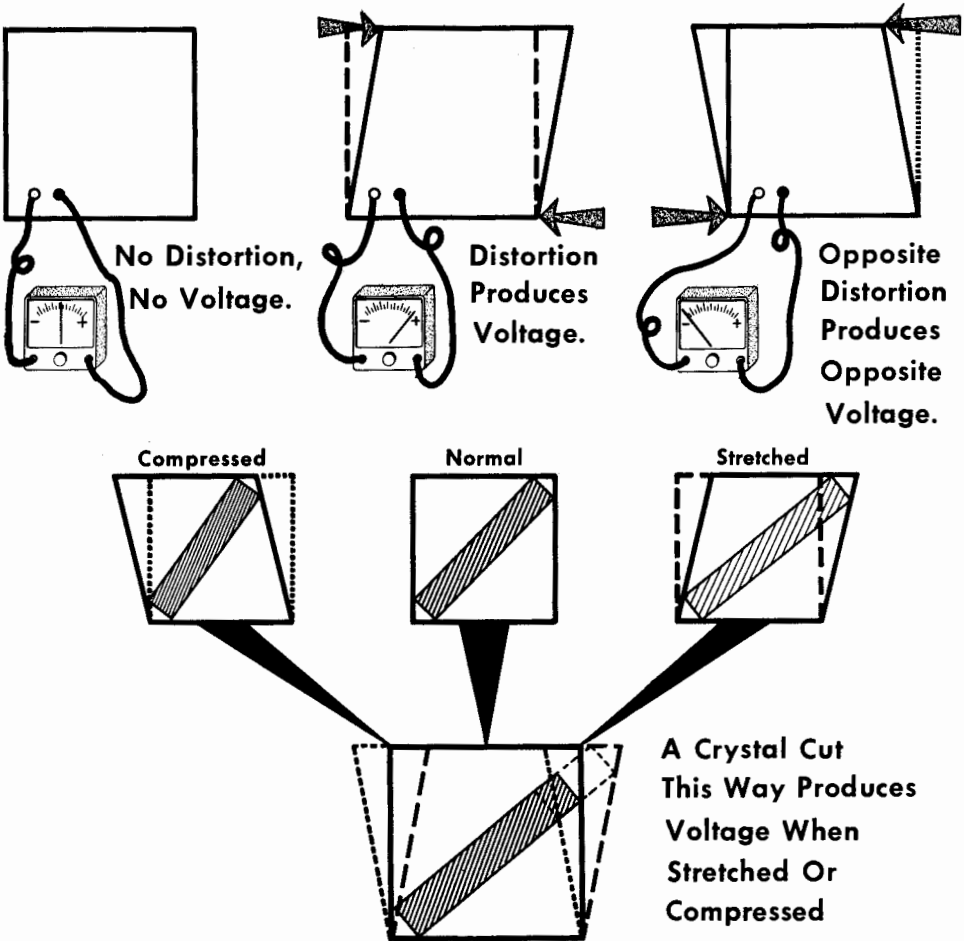 No Distortion,
No Voltage.
Distortion
Produces
Voltage.
Opposite
Distortion
Produces
Opposite
Voltage.
- +
- +
- +
Compressed
Normal
Stretched
A Crystal Cut
This Way Produces
Voltage When
Stretched Or
Compressed